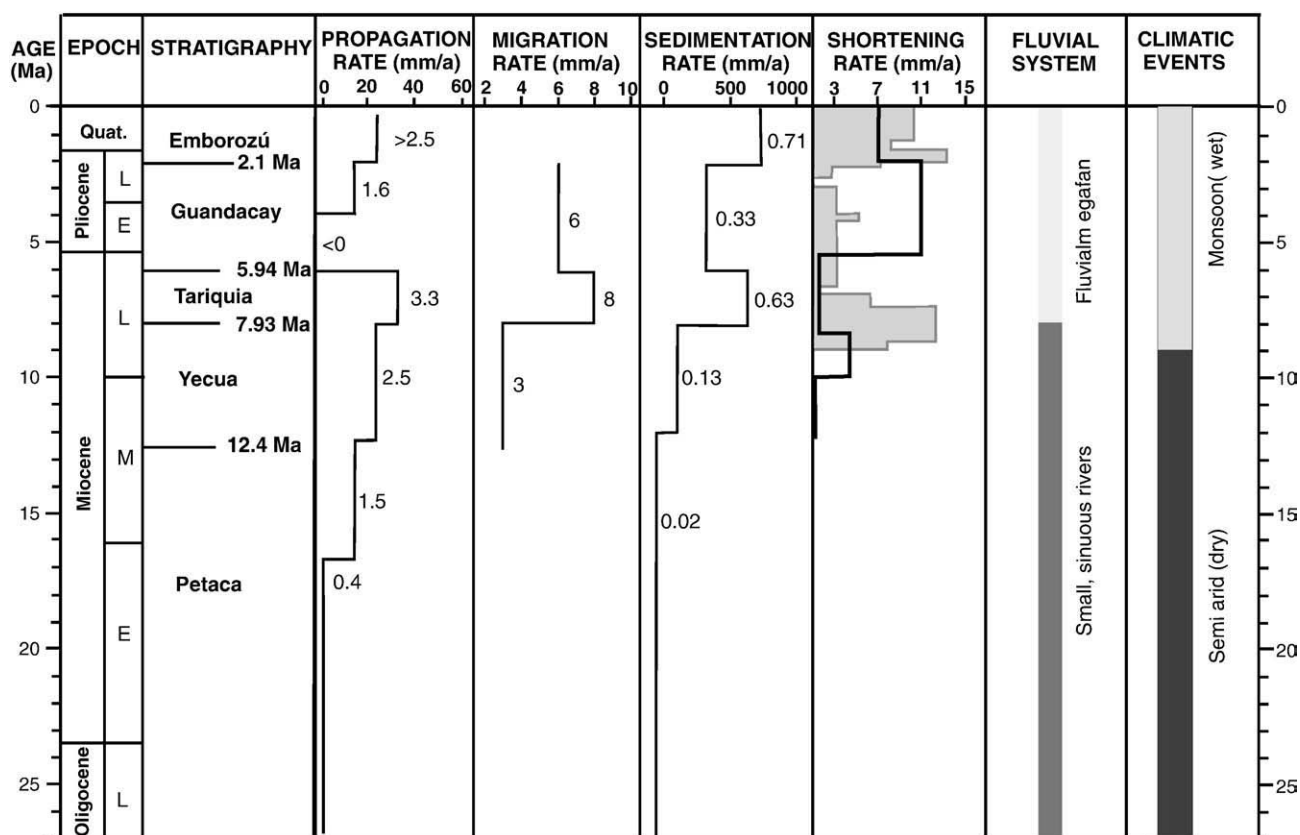 AGE (Ma)
EPOCH
STRATIGRAPHY
PROPAGATION RATE (mm/a)
0 20 40 60
MIGRATION RATE (mm/a)
2 4 6 8 10
SEDIMENTATION RATE (mm/a)
0 500 1000
SHORTENING RATE (mm/a)
3 7 11 15
FLUVIAL SYSTEM
CLIMATIC EVENTS
0
5
10
15
20
25
Quat.
Pliocene
L
E
Miocene
L
M
E
Oligocene
L
Emborozú
2.1 Ma
Guandacay
5.94 Ma
Tariquia
7.93 Ma
Yecua
12.4 Ma
Petaca
>2.5
1.6
<0
3.3
2.5
1.5
0.4
6
8
3
0.71
0.33
0.63
0.13
0.02
Fluvialm egafan
Small, sinuous rivers
Monsoon( wet)
Semi arid (dry)
0
5
10
15
20
25